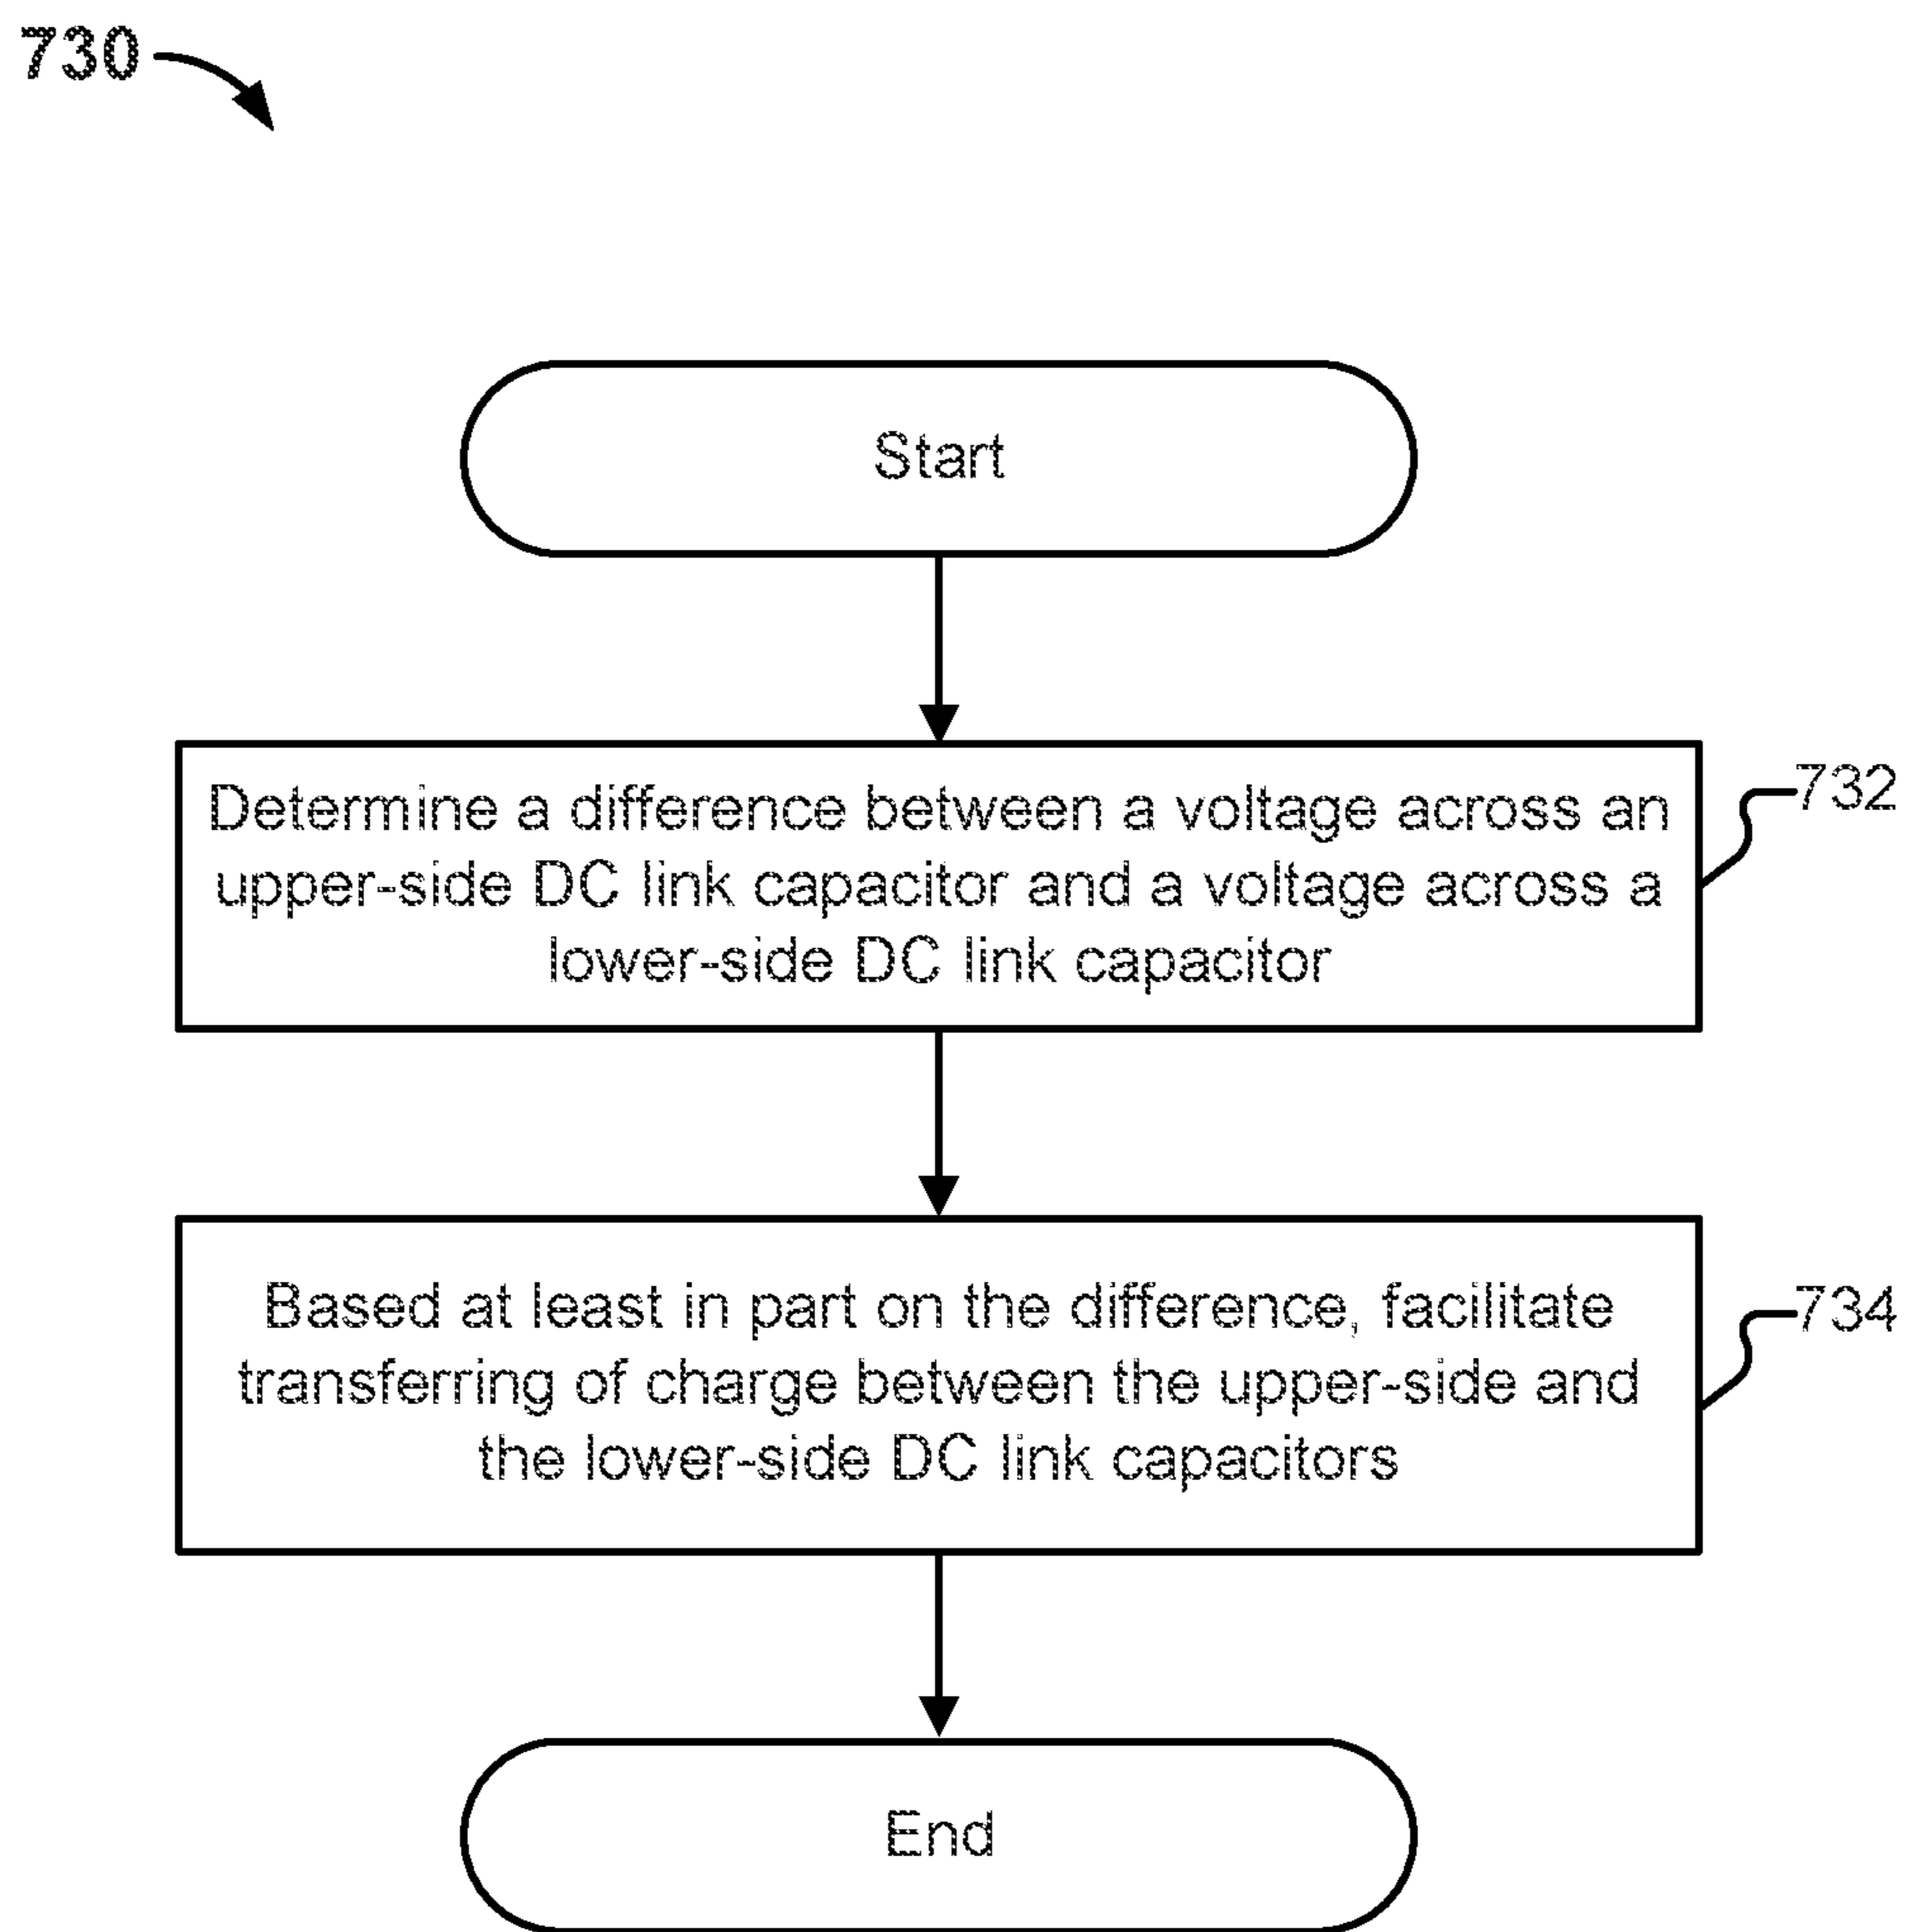 730
Start
Determine a difference between a voltage across an
upper-side DC link capacitor and a voltage across a
lower-side DC link capacitor
732
Based at least in part on the difference, facilitate
transferring of charge between the upper-side and
the lower-side DC link capacitors
734
End